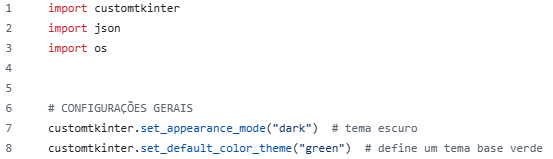 1 import customtkinter
2 import json
3 import os
4
5
6 # CONFIGURAÇÕES GERAIS
7 customtkinter.set_appearance_mode("dark")  # tema escuro
8 customtkinter.set_default_color_theme("green")  # define um tema base verde